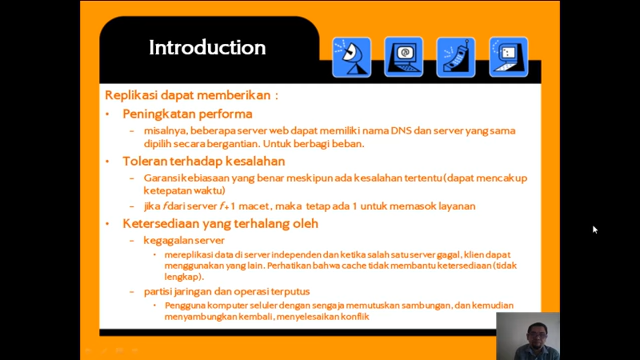 Introduction
Replikasi dapat memberikan :
• Peningkatan performa
– misalnya, beberapa server web dapat memiliki nama DNS dan server yang sama
dipilih secara bergantian. Untuk berbagi beban.
• Toleran terhadap kesalahan
– Garansi kebiasaan yang benar meskipun ada kesalahan tertentu (dapat mencakup
ketepatan waktu)
– jika f dari server f+1 macet, maka tetap ada 1 untuk memasok layanan
• Ketersediaan yang terhalang oleh
– kegagalan server
• mereplikasi data di server independen dan ketika salah satu server gagal, klien dapat
menggunakan yang lain. Perhatikan bahwa cache tidak membantu ketersediaan (tidak
lengkap).
– partisi jaringan dan operasi terputus
• Pengguna komputer seluler dengan sengaja memutuskan sambungan, dan kemudian
menyambungkan kembali, menyelesaikan konflik